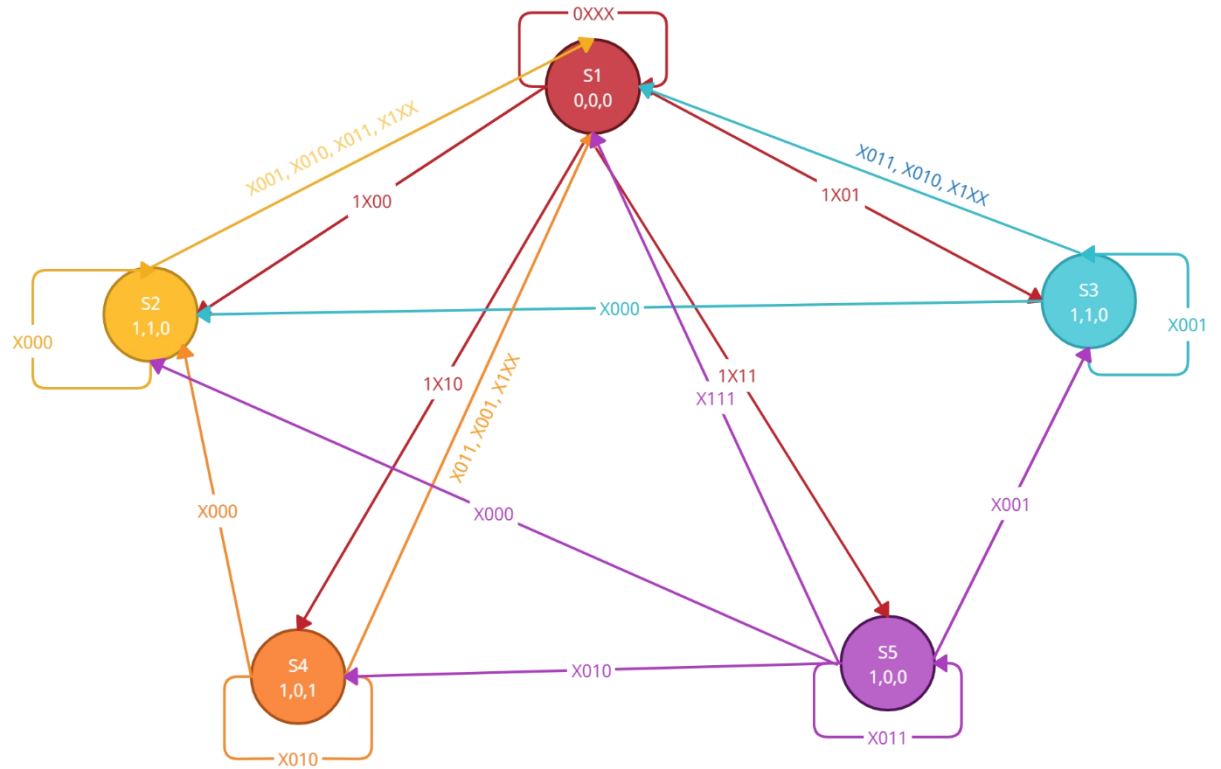 0XXX
S1
0,0,0
X001, X010, X011, X1XX
X011, X010, X1XX
1X00
1X01
S2
1,1,0
S3
1,1,0
X000
X000
X001
1X10
X011, X001, X1XX
1X11
X111
X000
X000
X001
S4
1,0,1
X010
S5
1,0,0
X010
X011